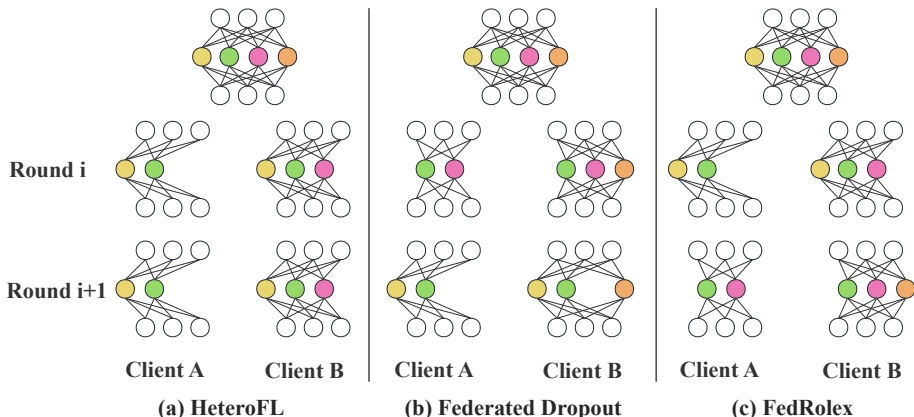 Round i
Round i+1
Client A Client B Client A Client B Client A Client B
(a) HeteroFL (b) Federated Dropout (c) FedRolex